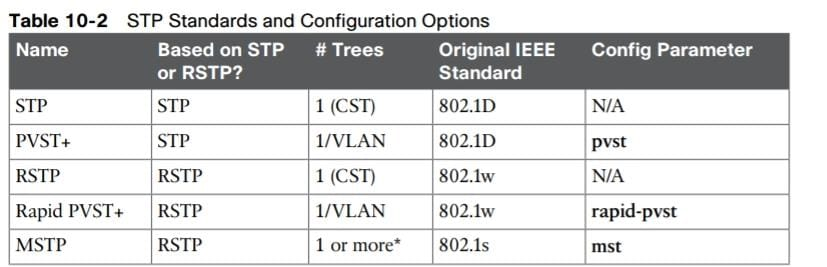 Table 10-2 STP Standards and Configuration Options
Name Based on STP # Trees Original IEEE Config Parameter
or RSTP? Standard
STP STP 1 (CST) 802.1D N/A
PVST+ STP 1/VLAN 802.1D pvst
RSTP RSTP 1 (CST) 802.1w N/A
Rapid PVST+ RSTP 1/VLAN 802.1w rapid-pvst
MSTP RSTP 1 or more* 802.1s mst